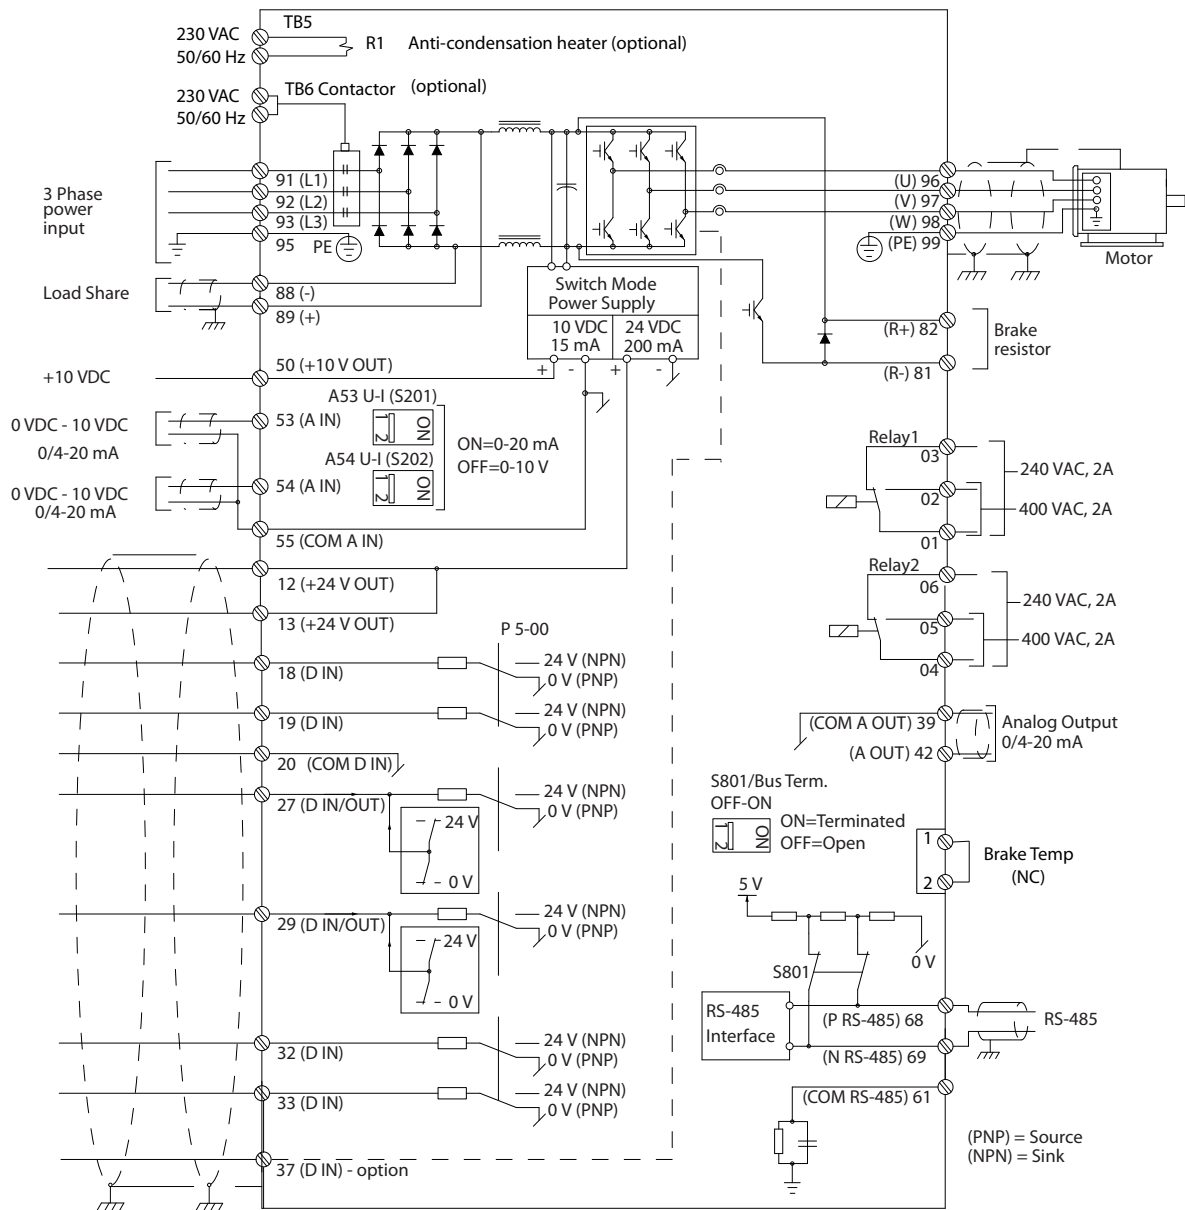 TB5
230 VAC
50/60 Hz
R1
Anti-condensation heater (optional)
TB6 Contactor
(optional)
230 VAC
50/60 Hz
3 Phase
power
input
91 (L1)
92 (L2)
93 (L3)
95
PE
(U) 96
(V) 97
(W) 98
(PE) 99
Motor
Load Share
88 (-)
89 (+)
Switch Mode
Power Supply
10 VDC
15 mA
24 VDC
200 mA
+
-
+
-
(R+) 82
(R-) 81
Brake
resistor
+10 VDC
50 (+10 V OUT)
0 VDC - 10 VDC
0/4-20 mA
53 (A IN)
A53 U-I (S201)
1 2
ON
A54 U-I (S202)
1 2
ON
ON=0-20 mA
OFF=0-10 V
0 VDC - 10 VDC
0/4-20 mA
54 (A IN)
55 (COM A IN)
Relay1
03
02
01
240 VAC, 2A
400 VAC, 2A
Relay2
06
05
04
240 VAC, 2A
400 VAC, 2A
12 (+24 V OUT)
13 (+24 V OUT)
P 5-00
18 (D IN)
24 V (NPN)
0 V (PNP)
19 (D IN)
24 V (NPN)
0 V (PNP)
20 (COM D IN)
27 (D IN/OUT)
24 V (NPN)
0 V (PNP)
24 V
0 V
29 (D IN/OUT)
24 V (NPN)
0 V (PNP)
24 V
0 V
32 (D IN)
24 V (NPN)
0 V (PNP)
33 (D IN)
24 V (NPN)
0 V (PNP)
37 (D IN) - option
(COM A OUT) 39
(A OUT) 42
Analog Output
0/4-20 mA
S801/Bus Term.
OFF-ON
1 2
ON
ON=Terminated
OFF=Open
1
2
Brake Temp
(NC)
5 V
0 V
S801
RS-485
Interface
(P RS-485) 68
(N RS-485) 69
RS-485
(COM RS-485) 61
(PNP) = Source
(NPN) = Sink